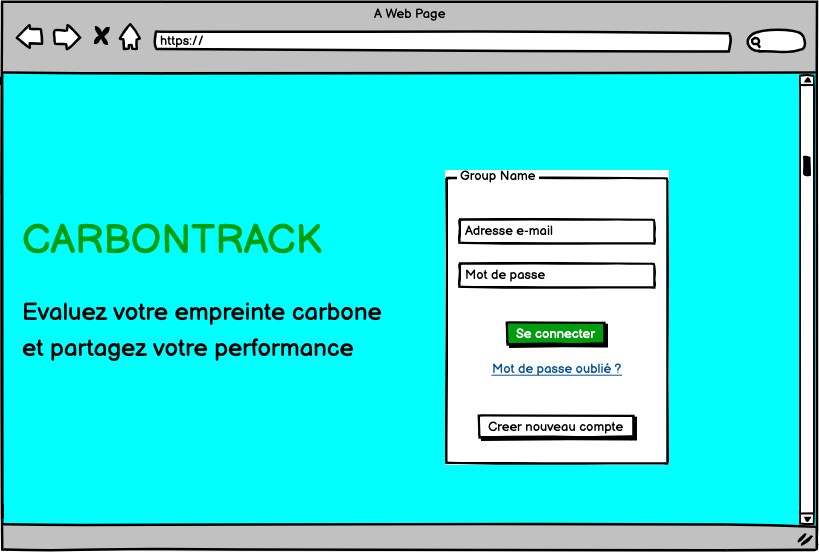 A Web Page
https://
Group Name
CARBONTRACK
Adresse e-mail
Mot de passe
Evaluez votre empreinte carbone
et partagez votre performance
Se connecter
Mot de passe oublié ?
Creer nouveau compte